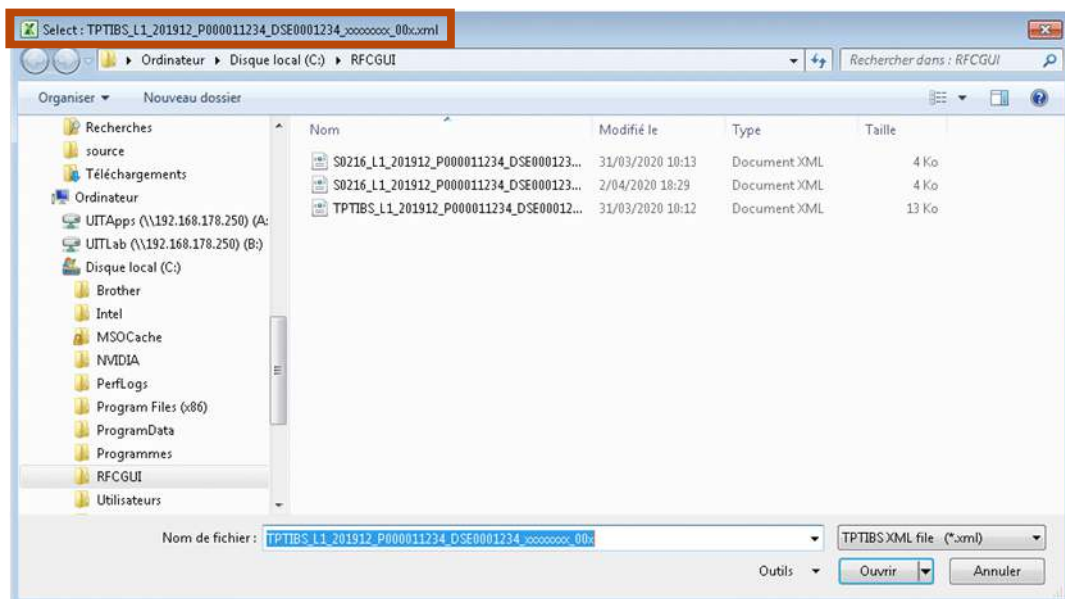 Select : TPTIBS_L1_201912_P000011234_DSE0001234_xxxxxxxx_00x.xml
Ordinateur ▸ Disque local (C:) ▸ RFCGUI
Rechercher dans : RFCGUI
Organiser Nouveau dossier
Recherches
source
Téléchargements
Ordinateur
UITApps (\\192.168.178.250) (A:
UITLab (\\192.168.178.250) (B:)
Disque local (C:)
Brother
Intel
MSOCache
NVIDIA
PerfLogs
Program Files (x86)
ProgramData
Programmes
RFCGUI
Utilisateurs
Nom Modifié le Type Taille
S0216_L1_201912_P000011234_DSE000123... 31/03/2020 10:13 Document XML 4 Ko
S0216_L1_201912_P000011234_DSE000123... 2/04/2020 18:29 Document XML 4 Ko
TPTIBS_L1_201912_P000011234_DSE00012... 31/03/2020 10:12 Document XML 13 Ko
Nom de fichier : TPTIBS_L1_201912_P000011234_DSE0001234_xxxxxxxx_00x TPTIBS XML file (*.xml)
Outils Ouvrir Annuler